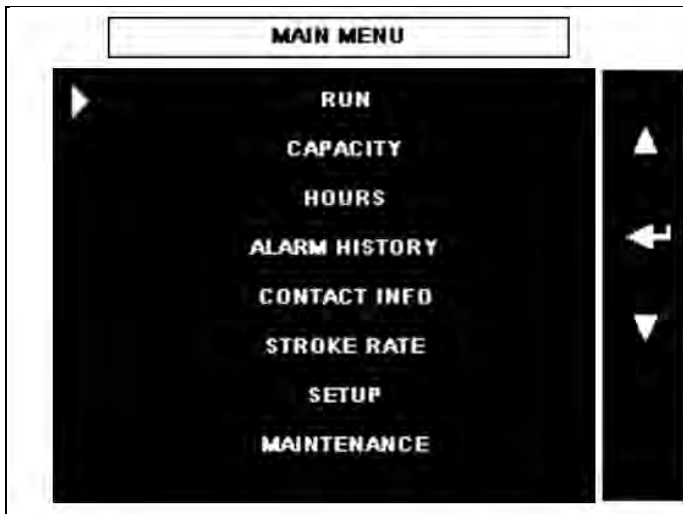 MAIN MENU
RUN
CAPACITY
HOURS
ALARM HISTORY
CONTACT INFO
STROKE RATE
SETUP
MAINTENANCE